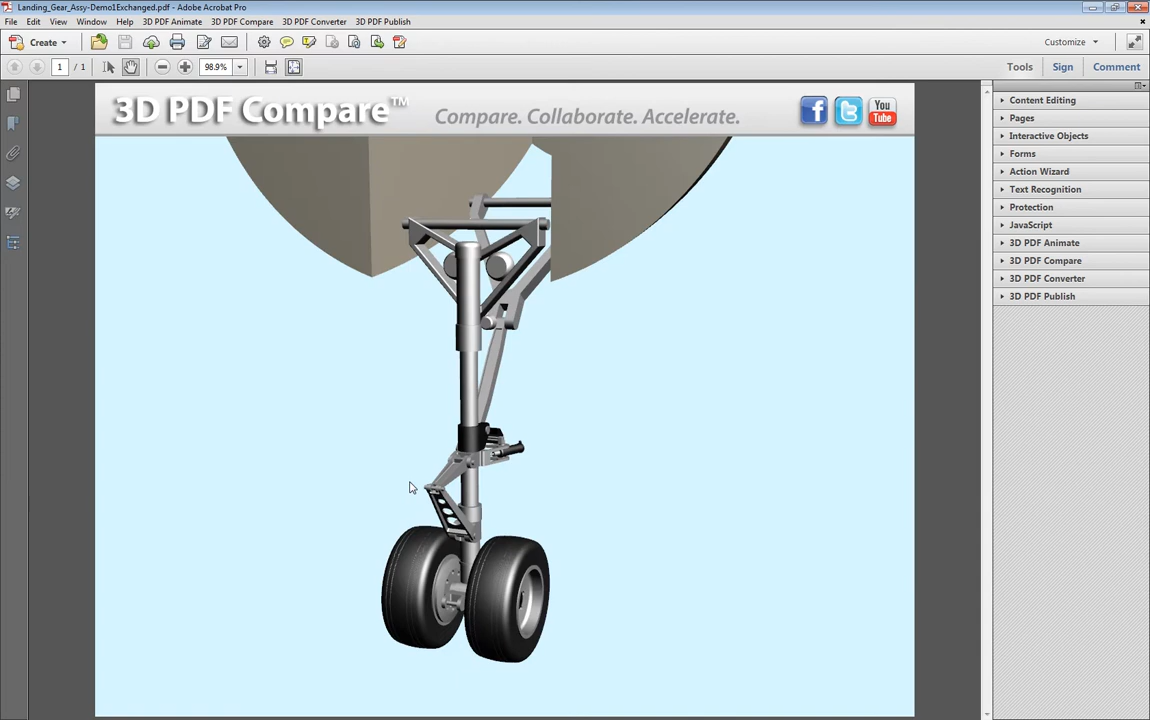 Landing_Gear_Assy-Demo1Exchanged.pdf - Adobe Acrobat Pro
File Edit View Window Help 3D PDF Animate 3D PDF Compare 3D PDF Converter 3D PDF Publish
Create Customize
1 / 1 98.9% Tools Sign Comment
3D PDF Compare™ Compare. Collaborate. Accelerate. You Tube
Content Editing
Pages
Interactive Objects
Forms
Action Wizard
Text Recognition
Protection
JavaScript
3D PDF Animate
3D PDF Compare
3D PDF Converter
3D PDF Publish